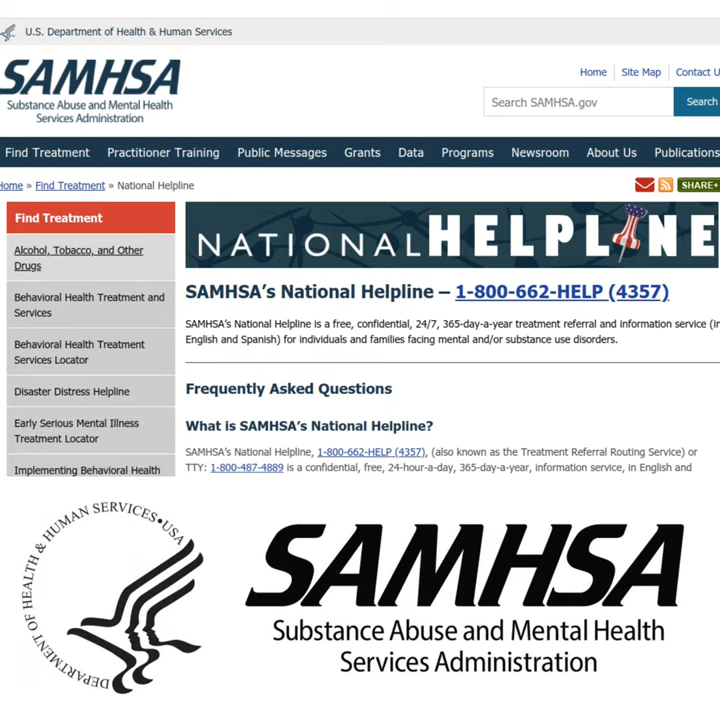 U.S. Department of Health & Human Services
SAMHSA
Substance Abuse and Mental Health
Services Administration
Home Site Map Contact U
Search SAMHSA.gov Search
Find Treatment Practitioner Training Public Messages Grants Data Programs Newsroom About Us Publications
Home » Find Treatment » National Helpline
SHARE+
Find Treatment
Alcohol, Tobacco, and Other
Drugs
Behavioral Health Treatment and
Services
Behavioral Health Treatment
Services Locator
Disaster Distress Helpline
Early Serious Mental Illness
Treatment Locator
Implementing Behavioral Health
NATIONAL HELPLINE
SAMHSA’s National Helpline – 1-800-662-HELP (4357)
SAMHSA’s National Helpline is a free, confidential, 24/7, 365-day-a-year treatment referral and information service (in
English and Spanish) for individuals and families facing mental and/or substance use disorders.
Frequently Asked Questions
What is SAMHSA’s National Helpline?
SAMHSA’s National Helpline, 1-800-662-HELP (4357), (also known as the Treatment Referral Routing Service) or
TTY: 1-800-487-4889 is a confidential, free, 24-hour-a-day, 365-day-a-year, information service, in English and
DEPARTMENT OF HEALTH & HUMAN SERVICES • USA
SAMHSA
Substance Abuse and Mental Health
Services Administration